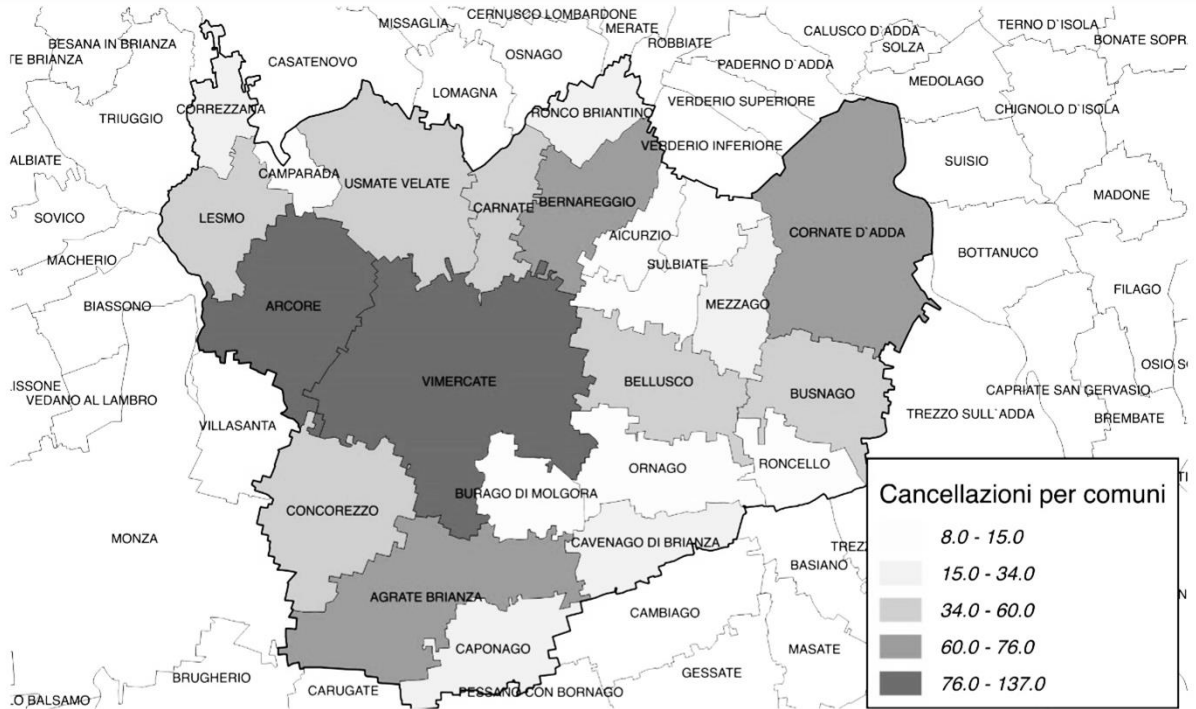 CERNUSCO LOMBARDONE
MISSAGLIA
MERATE
TERNO D`ISOLA
CALUSCO D`ADDA
BESANA IN BRIANZA
ROBBIATE
BONATE SOPR
SOLZA
OSNAGO
TE BRIANZA
CASATENOVO
PADERNO D`ADDA
MEDOLAGO
LOMAGNA
VERDERIO SUPERIORE
CORREZZANA
RONCO BRIANTINO
CHIGNOLO D`ISOLA
TRIUGGIO
VERDERIO INFERIORE
ALBIATE
SUISIO
CAMPARADA
USMATE VELATE
MADONE
BERNAREGGIO
CARNATE
SOVICO
LESMO
CORNATE D`ADDA
AICURZIO
BOTTANUCO
MACHERIO
SULBIATE
FILAGO
BIASSONO
ARCORE
MEZZAGO
OSIO S
VIMERCATE
BELLUSCO
LISSONE
BUSNAGO
CAPRIATE SAN GERVASIO
VEDANO AL LAMBRO
TREZZO SULL`ADDA
BREMBATE
VILLASANTA
ORNAGO
RONCELLO
BURAGO DI MOLGORA
CONCOREZZO
MONZA
CAVENAGO DI BRIANZA
TREZ
BASIANO
AGRATE BRIANZA
CAMBIAGO
CAPONAGO
MASATE
GESSATE
BRUGHERIO
CARUGATE
PESSANO CON BORNAGO
LO BALSAMO
Cancellazioni per comuni
8.0 - 15.0
15.0 - 34.0
34.0 - 60.0
60.0 - 76.0
76.0 - 137.0